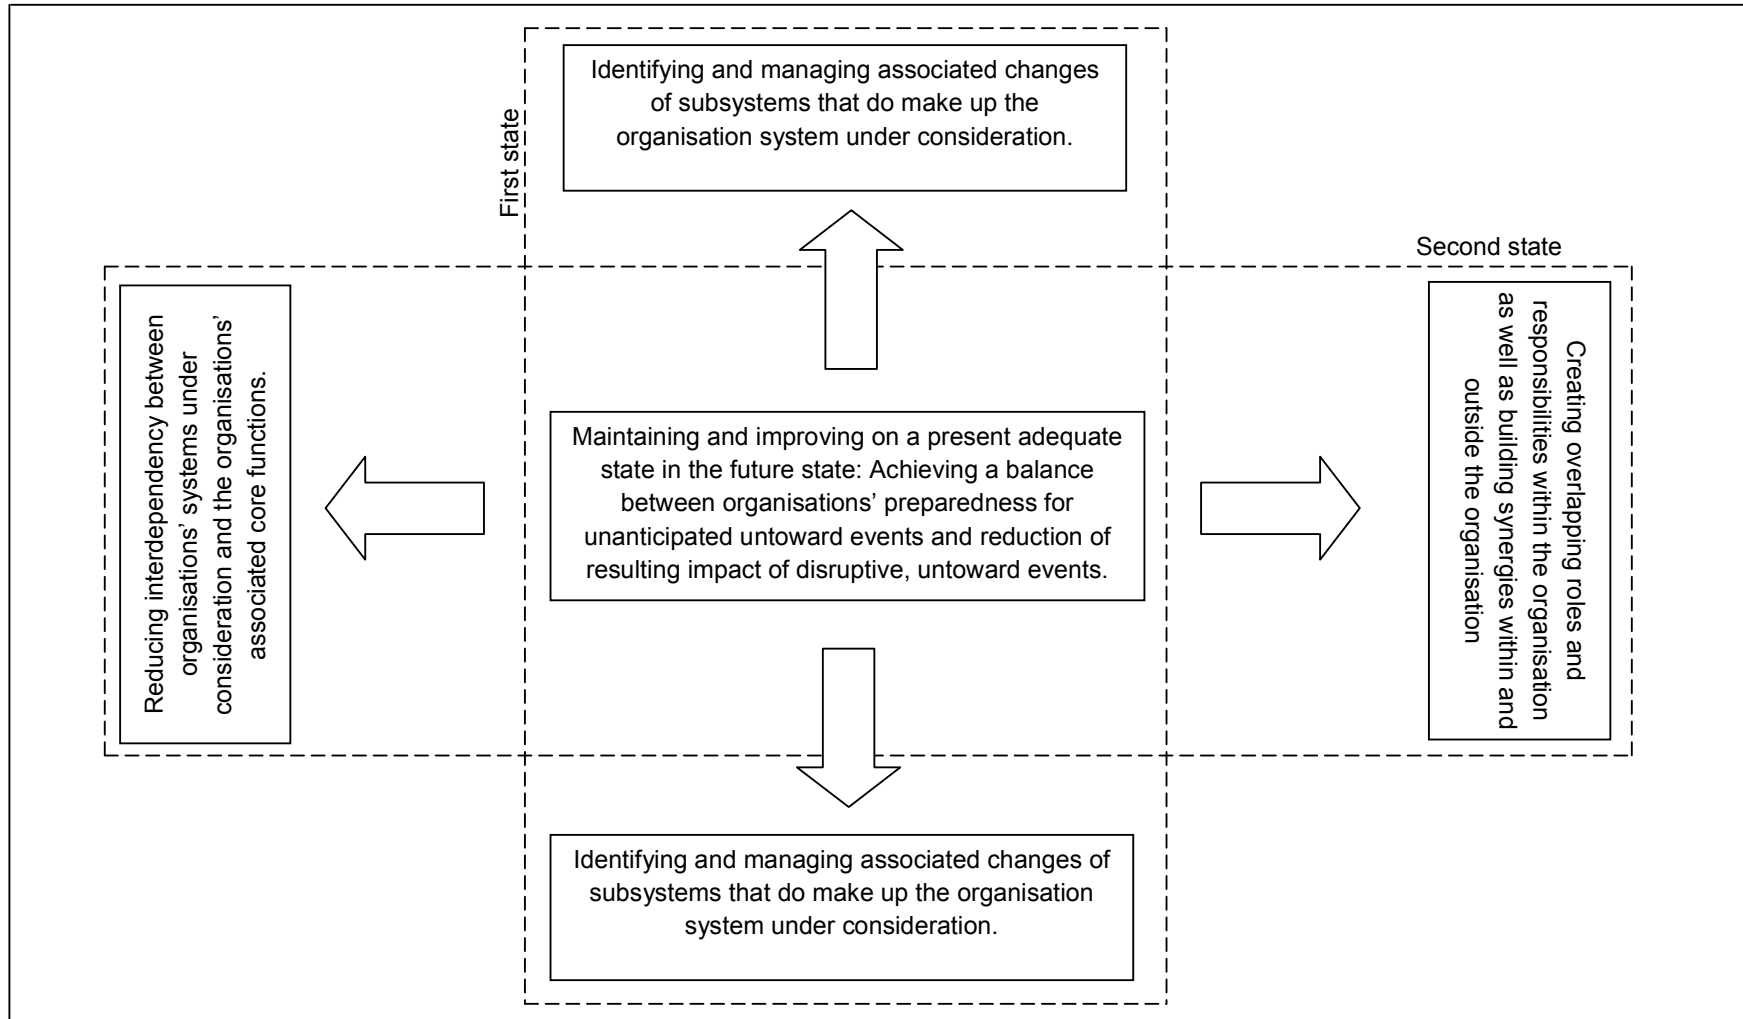 Identifying and managing associated changes
of subsystems that do make up the
organisation system under consideration.
First state
Second state
Reducing interdependency between
organisations’ systems under
consideration and the organisations’
associated core functions.
Maintaining and improving on a present adequate
state in the future state: Achieving a balance
between organisations’ preparedness for
unanticipated untoward events and reduction of
resulting impact of disruptive, untoward events.
Creating overlapping roles and
responsibilities within the organisation
as well as building synergies within and
outside the organisation
Identifying and managing associated changes of
subsystems that do make up the organisation
system under consideration.